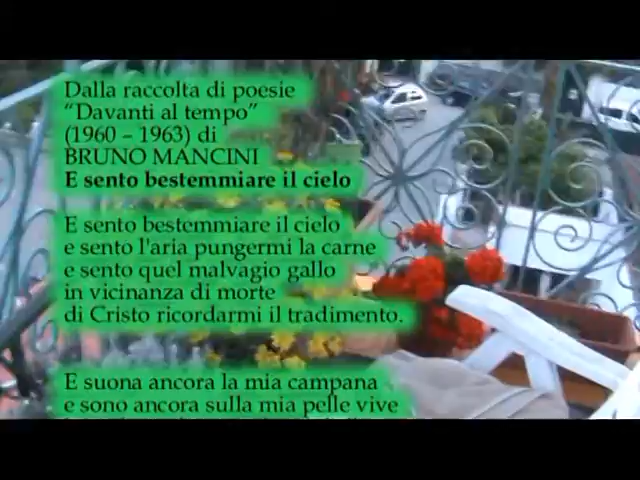 Dalla raccolta di poesie
“Davanti al tempo”
(1960 – 1963) di
BRUNO MANCINI
E sento bestemmiare il cielo
E sento bestemmiare il cielo
e sento l'aria pungermi la carne
e sento quel malvagio gallo
in vicinanza di morte
di Cristo ricordarmi il tradimento.
E suona ancora la mia campana
e sono ancora sulla mia pelle vive